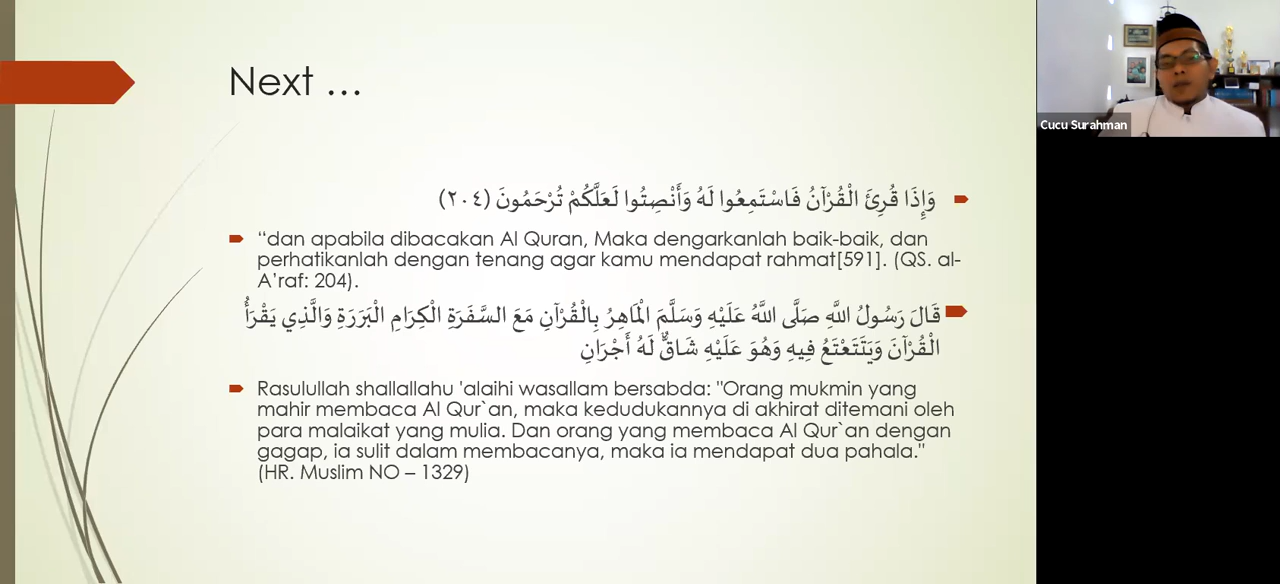 Next …
وَإِذَا قُرِئَ الْقُرْآنُ فَاسْتَمِعُوا لَهُ وَأَنْصِتُوا لَعَلَّكُمْ تُرْحَمُونَ (٢٠٤)
“dan apabila dibacakan Al Quran, Maka dengarkanlah baik-baik, dan
perhatikanlah dengan tenang agar kamu mendapat rahmat[591]. (QS. al-
A’raf: 204).
قَالَ رَسُولُ اللَّهِ صَلَّى اللَّهُ عَلَيْهِ وَسَلَّمَ الْمَاهِرُ بِالْقُرْآنِ مَعَ السَّفَرَةِ الْكِرَامِ الْبَرَرَةِ وَالَّذِي يَقْرَأُ
الْقُرْآنَ وَيَتَتَعْتَعُ فِيهِ وَهُوَ عَلَيْهِ شَاقٌّ لَهُ أَجْرَانِ
Rasulullah shallallahu 'alaihi wasallam bersabda: "Orang mukmin yang
mahir membaca Al Qur`an, maka kedudukannya di akhirat ditemani oleh
para malaikat yang mulia. Dan orang yang membaca Al Qur`an dengan
gagap, ia sulit dalam membacanya, maka ia mendapat dua pahala."
(HR. Muslim NO – 1329)
Cucu Surahman